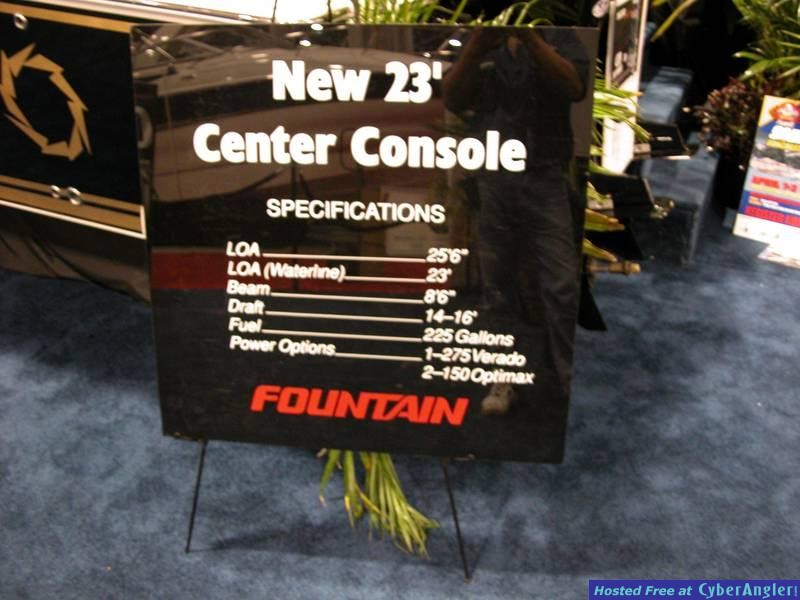 New 23'
Center Console
SPECIFICATIONS
LOA 25'6"
LOA (Waterline) 23'
Beam 8'6"
Draft 14–16'
Fuel 225 Gallons
Power Options 1–275 Verado
2–150 Optimax
FOUNTAIN
Hosted Free at CyberAngler!